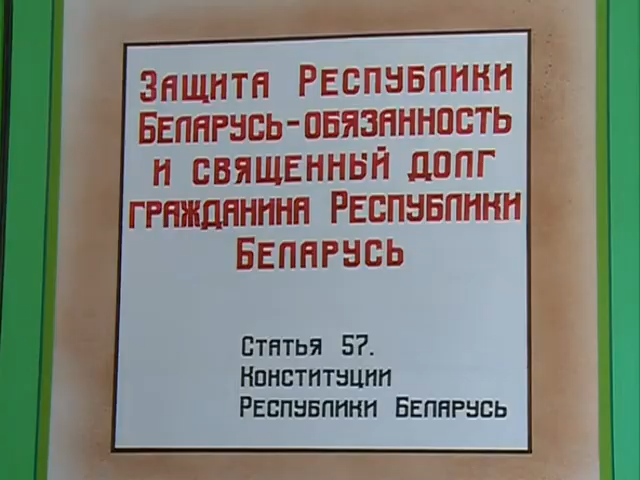 Защита Республики
Беларусь-обязанность
и священный долг
гражданина Республики
Беларусь
Статья 57.
Конституции
Республики Беларусь